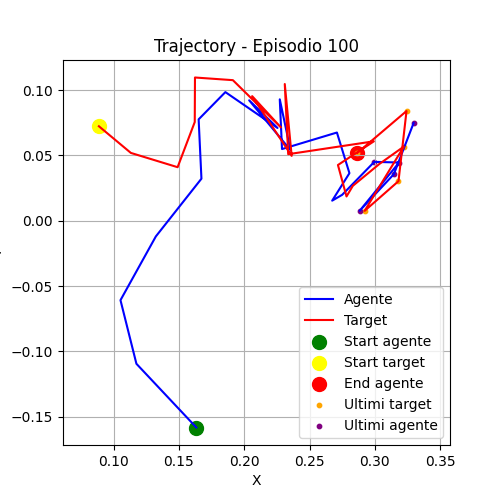 Trajectory - Episodio 100
0.10
0.05
0.00
−0.05
−0.10
−0.15
Agente
Target
Start agente
Start target
End agente
Ultimi target
Ultimi agente
0.10 0.15 0.20 0.25 0.30 0.35
X